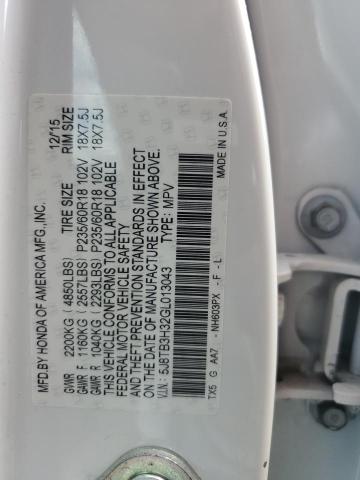 MFD.BY HONDA OF AMERICA MFG.,INC. 12/15
TIRE SIZE RIM SIZE
GVWR 2200KG ( 4850LBS)
GAWR F 1160KG ( 2557LBS) P235/60R18 102V 18X7.5J
GAWR R 1040KG ( 2293LBS) P235/60R18 102V 18X7.5J
THIS VEHICLE CONFORMS TO ALL APPLICABLE
FEDERAL MOTOR VEHICLE SAFETY
AND THEFT PREVENTION STANDARDS IN EFFECT
ON THE DATE OF MANUFACTURE SHOWN ABOVE.
V.I.N.: 5J8TB3H32GL013043 TYPE: MPV
TX5 G AA7 - NH603PX - F - L MADE IN U.S.A.